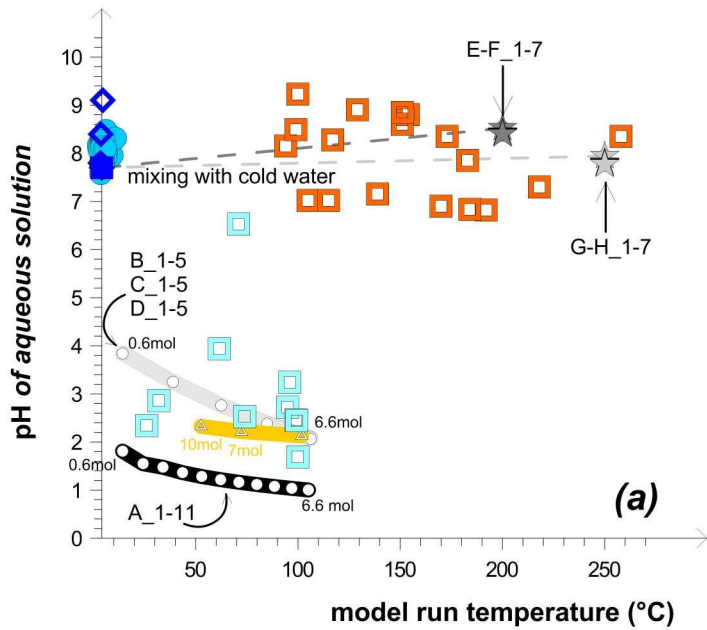 10
9
8
7
6
5
4
3
2
1
0
pH of aqueous solution
E-F_1-7
mixing with cold water
G-H_1-7
B_1-5
C_1-5
D_1-5
0.6mol
6.6mol
10mol
7mol
0.6mol
6.6 mol
A_1-11
(a)
50
100
150
200
250
model run temperature (°C)